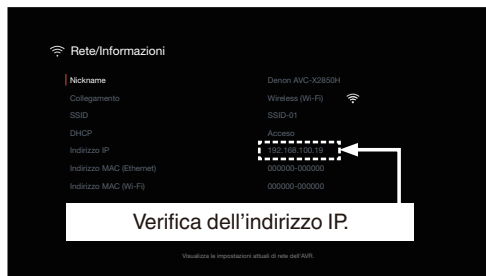 Rete/Informazioni
Nickname Denon AVC-X2850H
Collegamento Wireless (Wi-Fi)
SSID SSID-01
DHCP Acceso
Indirizzo IP 192.168.100.19
Indirizzo MAC (Ethernet) 000000-000000
Indirizzo MAC (Wi-Fi) 000000-000000
Verifica dell'indirizzo IP.
Visualizza le impostazioni attuali di rete dell'AVR.